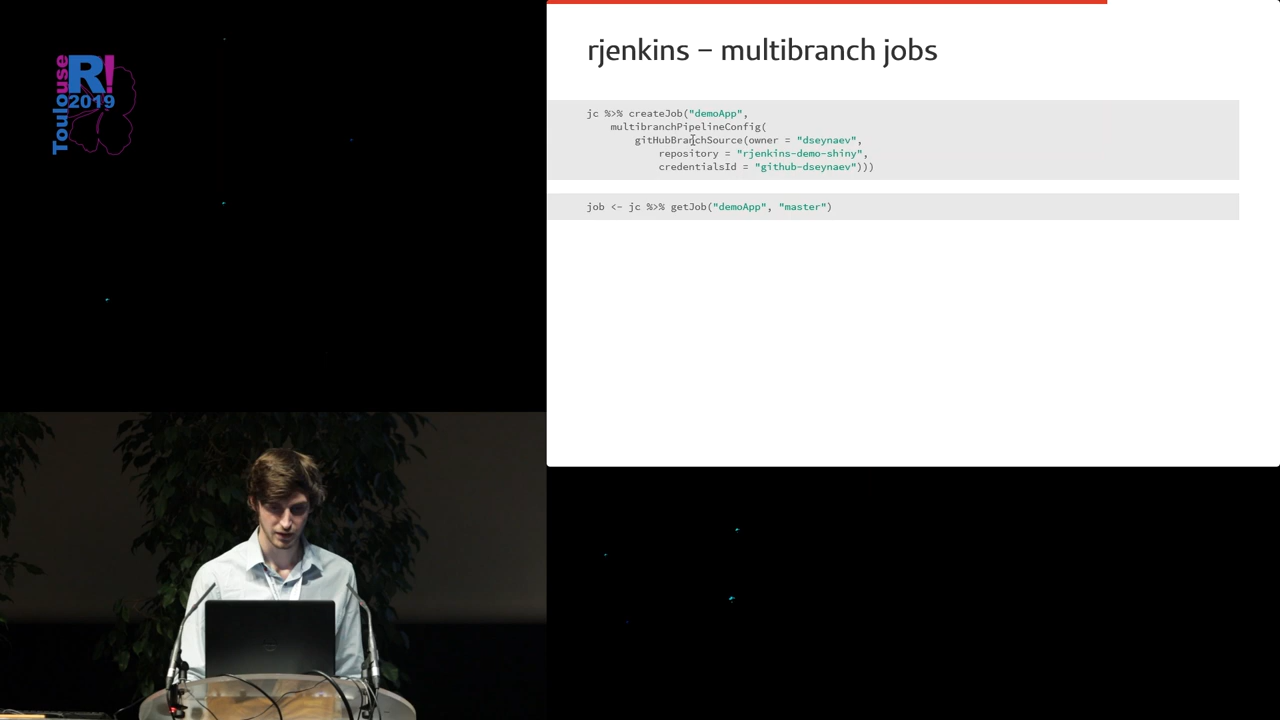 Toulouse
R!
2019
rjenkins – multibranch jobs
jc %>% createJob("demoApp",
multibranchPipelineConfig(
gitHubBranchSource(owner = "dseynaev",
repository = "rjenkins-demo-shiny",
credentialsId = "github-dseynaev")))
job <- jc %>% getJob("demoApp", "master")